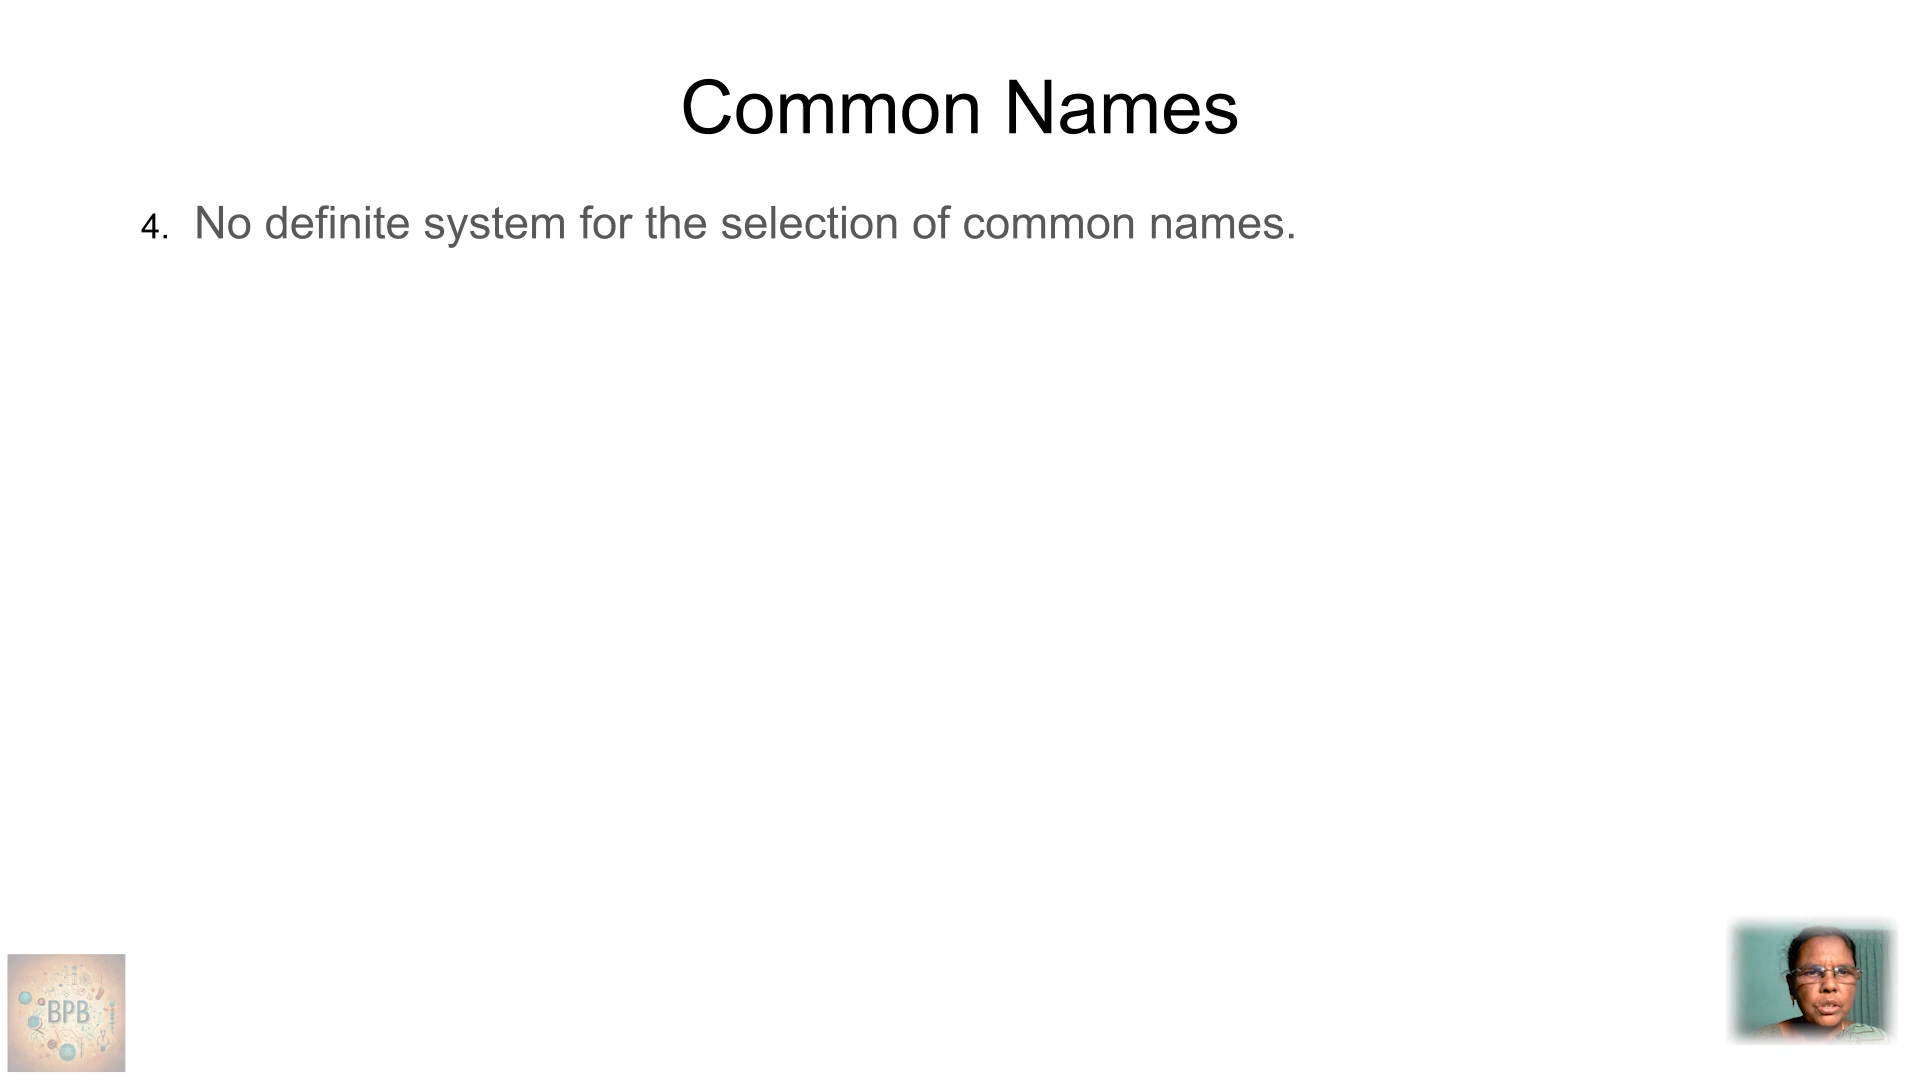 Common Names
4. No definite system for the selection of common names.
BPB